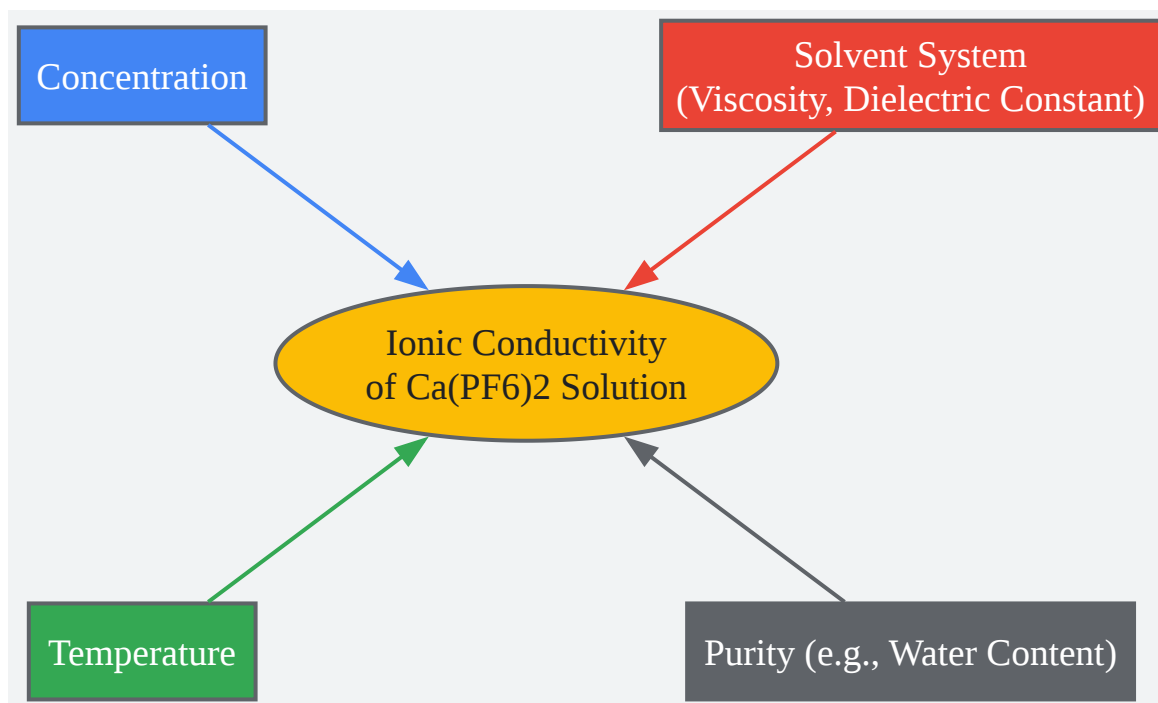 Concentration
Solvent System
(Viscosity, Dielectric Constant)
Ionic Conductivity
of Ca(PF6)2 Solution
Temperature
Purity (e.g., Water Content)